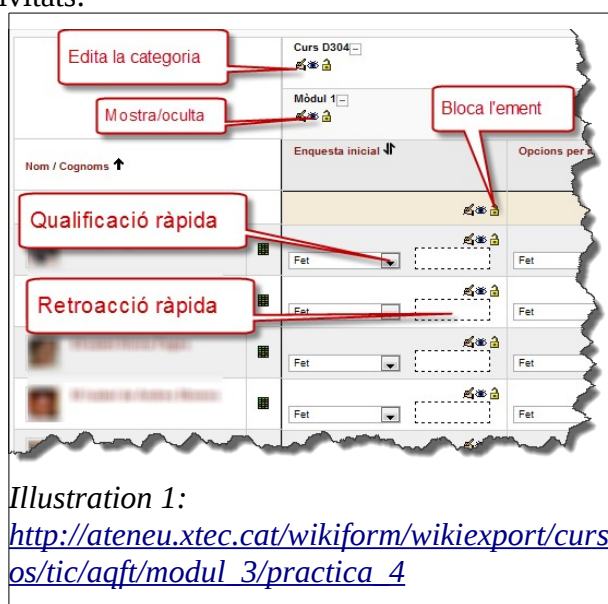 vitats:
Edita la categoria
Curs D304
Mostra/oculta
Mòdul 1
Bloca l'ement
Nom / Cognoms
Enquesta inicial
Opcions per
Qualificació ràpida
Fet
Fet
Retroacció ràpida
Fet
Fet
Fet
Fet
Fet
Fet
Illustration 1:
http://ateneu.xtec.cat/wikiform/wikiexport/curs
os/tic/aqft/modul_3/practica_4